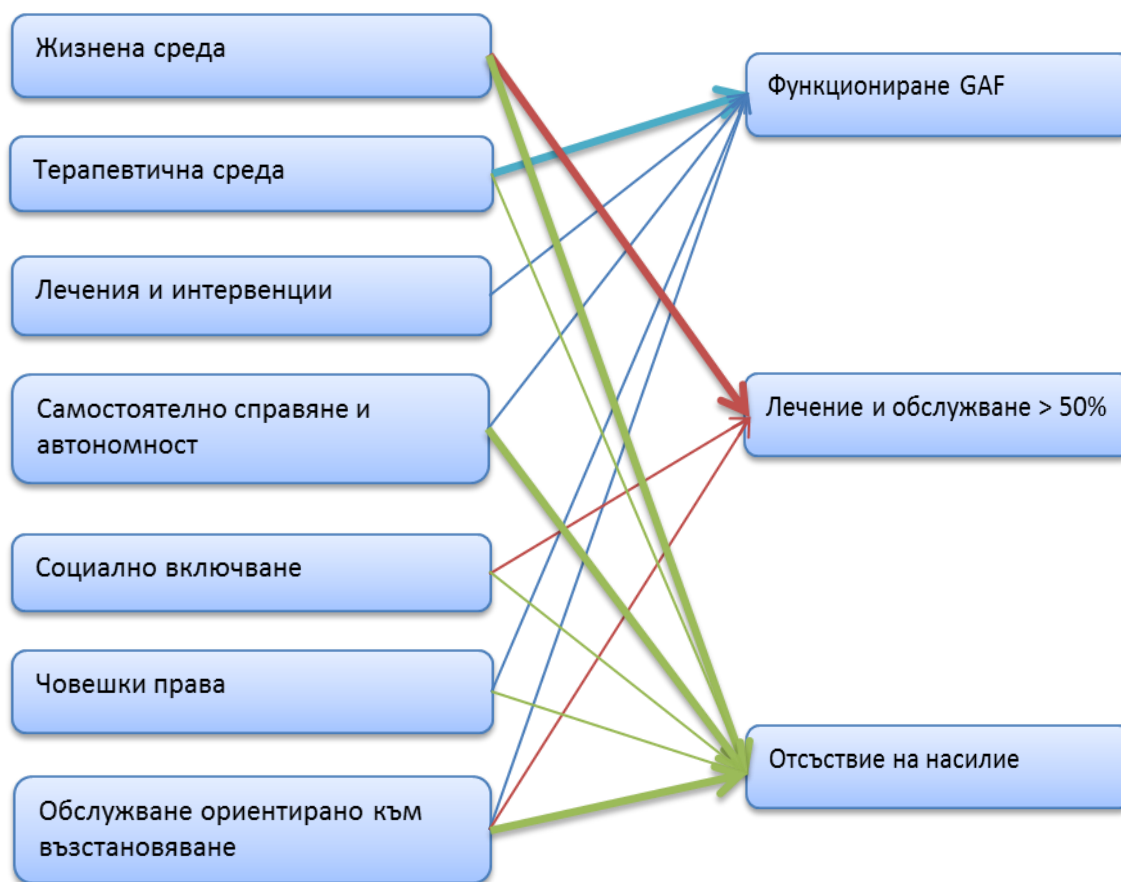 Жизнена среда
Терапевтична среда
Лечения и интервенции
Самостоятелно справяне и
автономност
Социално включване
Човешки права
Обслужване ориентирано към
възстановяване
Функциониране GAF
Лечение и обслужване > 50%
Отсъствие на насилие